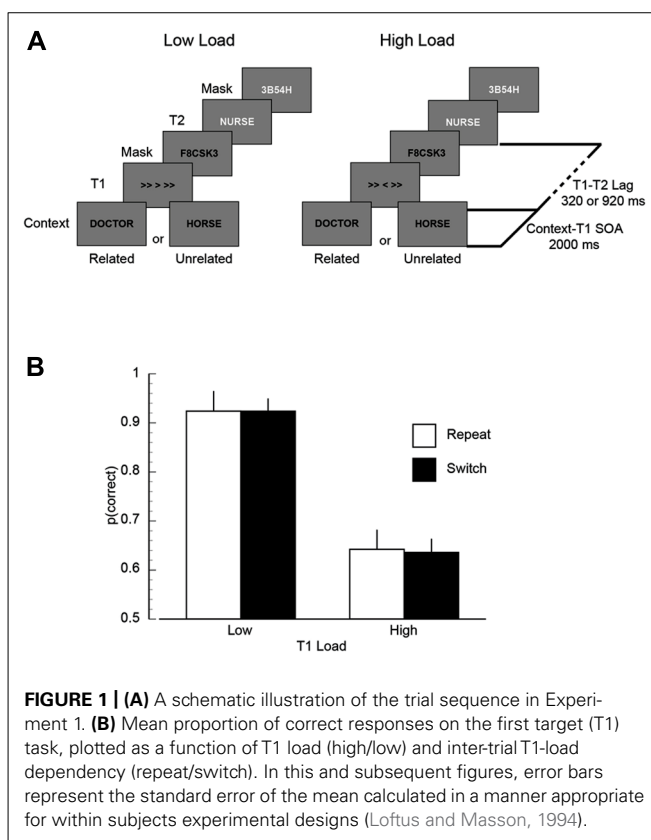 A
Low Load
High Load
Mask
3B54H
3B54H
T2
NURSE
NURSE
Mask
F8CSK3
F8CSK3
T1
>> > >>
>> < >>
T1-T2 Lag
320 or 920 ms
Context
DOCTOR
or
HORSE
DOCTOR
or
HORSE
Context-T1 SOA
2000 ms
Related
Unrelated
Related
Unrelated
B
1
0.9
0.8
0.7
0.6
0.5
p(correct)
Repeat
Switch
Low
High
T1 Load
FIGURE 1 | (A) A schematic illustration of the trial sequence in Experi-
ment 1. (B) Mean proportion of correct responses on the first target (T1)
task, plotted as a function of T1 load (high/low) and inter-trial T1-load
dependency (repeat/switch). In this and subsequent figures, error bars
represent the standard error of the mean calculated in a manner appropriate
for within subjects experimental designs (Loftus and Masson, 1994).